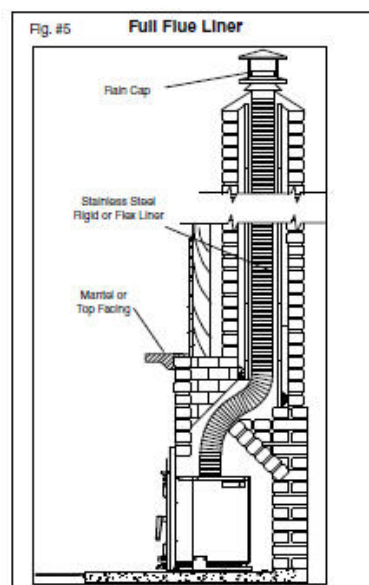 Fig. #5
Full Flue Liner
Rain Cap
Stainless Steel
Rigid or Flex Liner
Mantel or
Top Facing